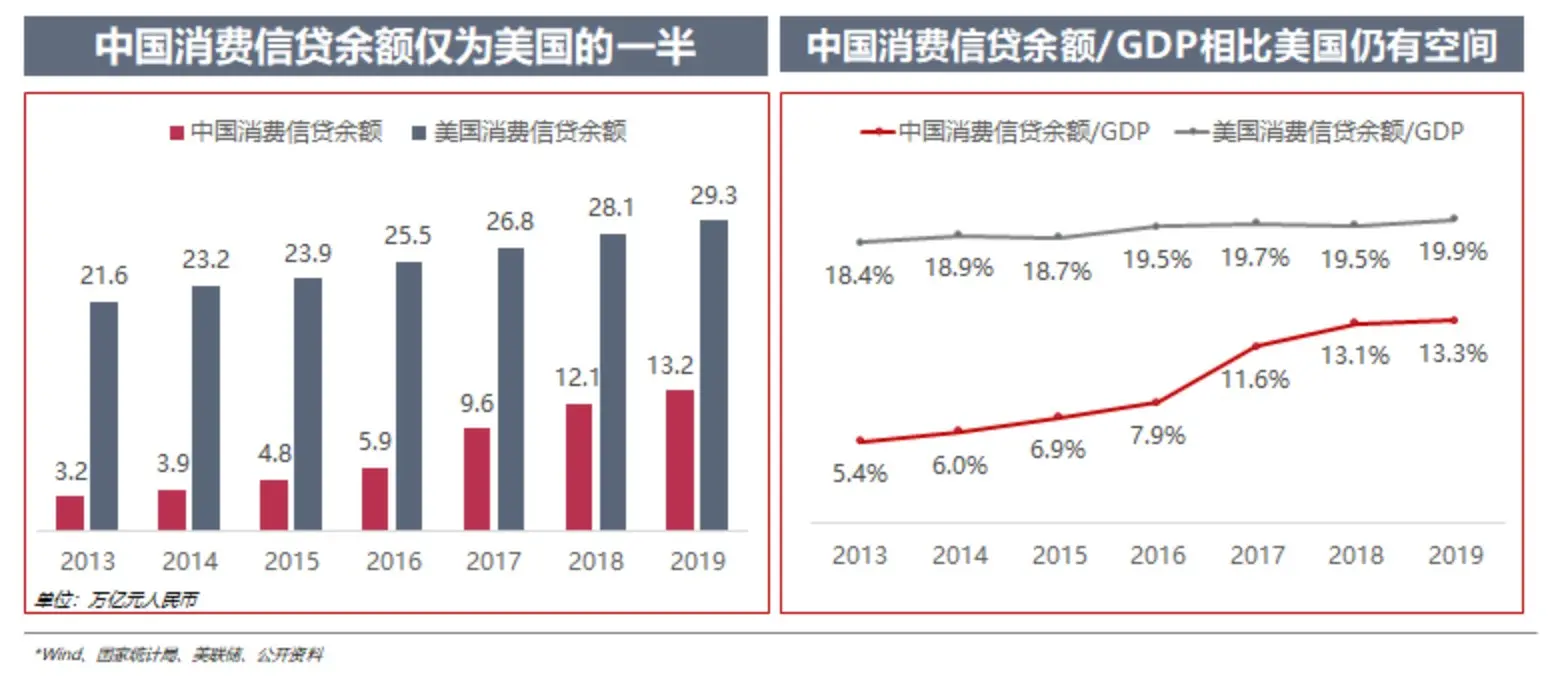 中国消费信贷余额仅为美国的一半
中国消费信贷余额 美国消费信贷余额
29.3
28.1
26.8
25.5
23.9
23.2
21.6
13.2
12.1
9.6
5.9
4.8
3.9
3.2
2013 2014 2015 2016 2017 2018 2019
单位：万亿元人民币
中国消费信贷余额/GDP相比美国仍有空间
中国消费信贷余额/GDP 美国消费信贷余额/GDP
18.4% 18.9% 18.7% 19.5% 19.7% 19.5% 19.9%
5.4% 6.0% 6.9% 7.9% 11.6% 13.1% 13.3%
2013 2014 2015 2016 2017 2018 2019
*Wind、国家统计局、美联储、公开资料